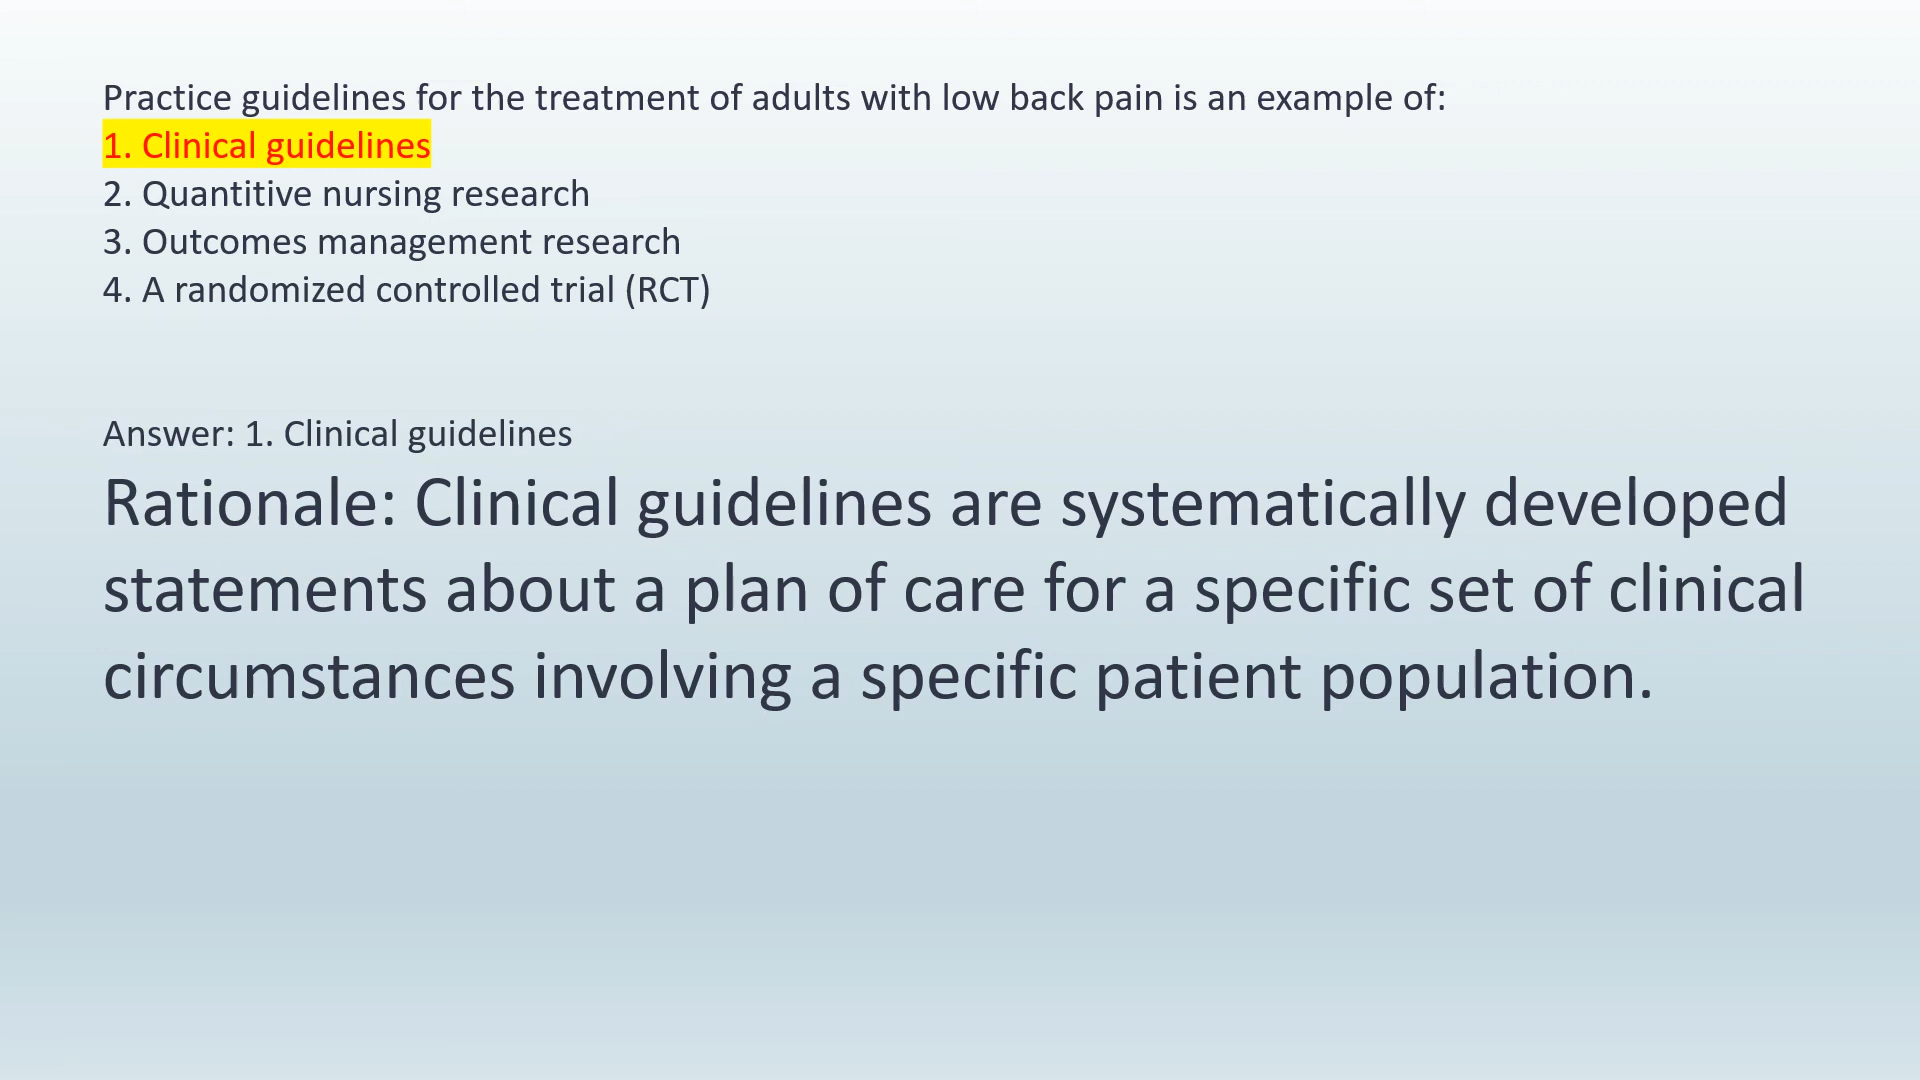 Practice guidelines for the treatment of adults with low back pain is an example of:
1. Clinical guidelines
2. Quantitive nursing research
3. Outcomes management research
4. A randomized controlled trial (RCT)
Answer: 1. Clinical guidelines
Rationale: Clinical guidelines are systematically developed
statements about a plan of care for a specific set of clinical
circumstances involving a specific patient population.